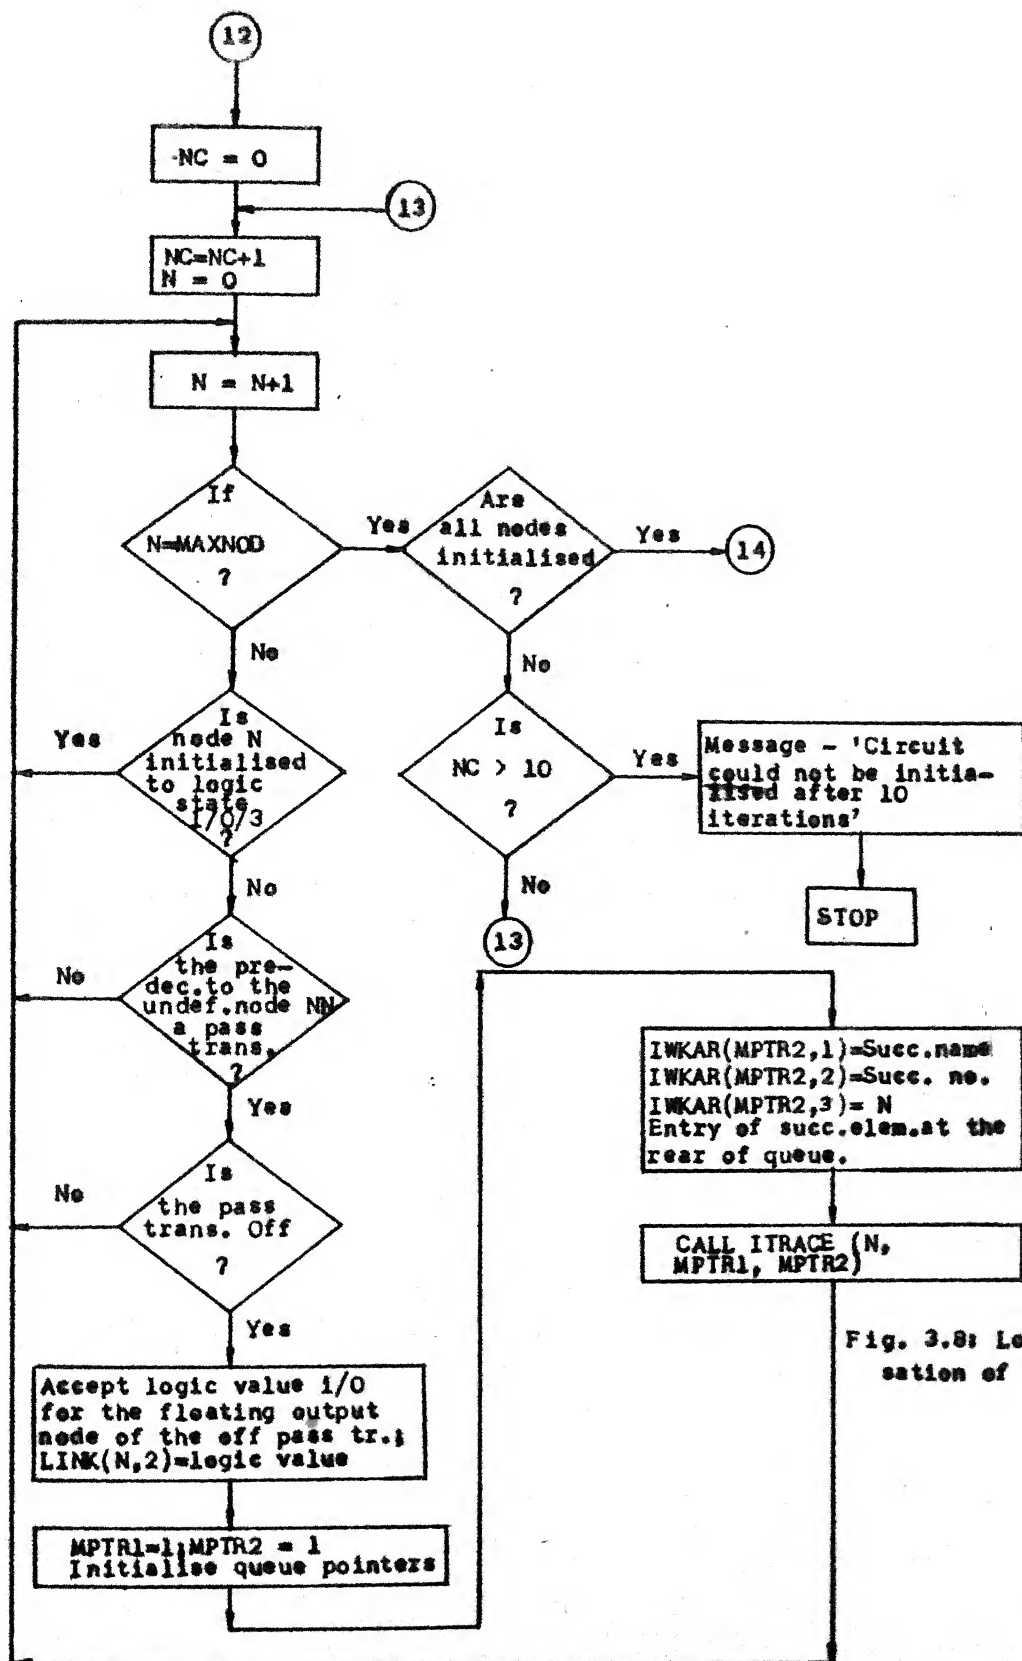 12
NC = 0
13
NC=NC+1
N = 0
N = N+1
If
N=MAXNOD
?
Yes
Are
all nodes
initialised
?
Yes
14
No
No
Is
node N
initialised
to logic
state
1/0/3
?
Yes
Is
NC > 10
?
Yes
Message - 'Circuit
could not be initia-
lised after 10
iterations'
No
No
STOP
13
Is
the pre-
dec.to the
undef.node NN
a pass
trans.
?
No
Yes
IWKAR(MPTR2,1)=Succ.name
IWKAR(MPTR2,2)=Succ. no.
IWKAR(MPTR2,3)= N
Entry of succ.elem.at the
rear of queue.
Is
the pass
trans. Off
?
No
CALL ITRACE (N,
MPTR1, MPTR2)
Yes
Fig. 3.8: Lo
sation of
Accept logic value 1/0
for the floating output
node of the off pass tr.;
LINK(N,2)=logic value
MPTR1=1;MPTR2 = 1
Initialise queue pointers